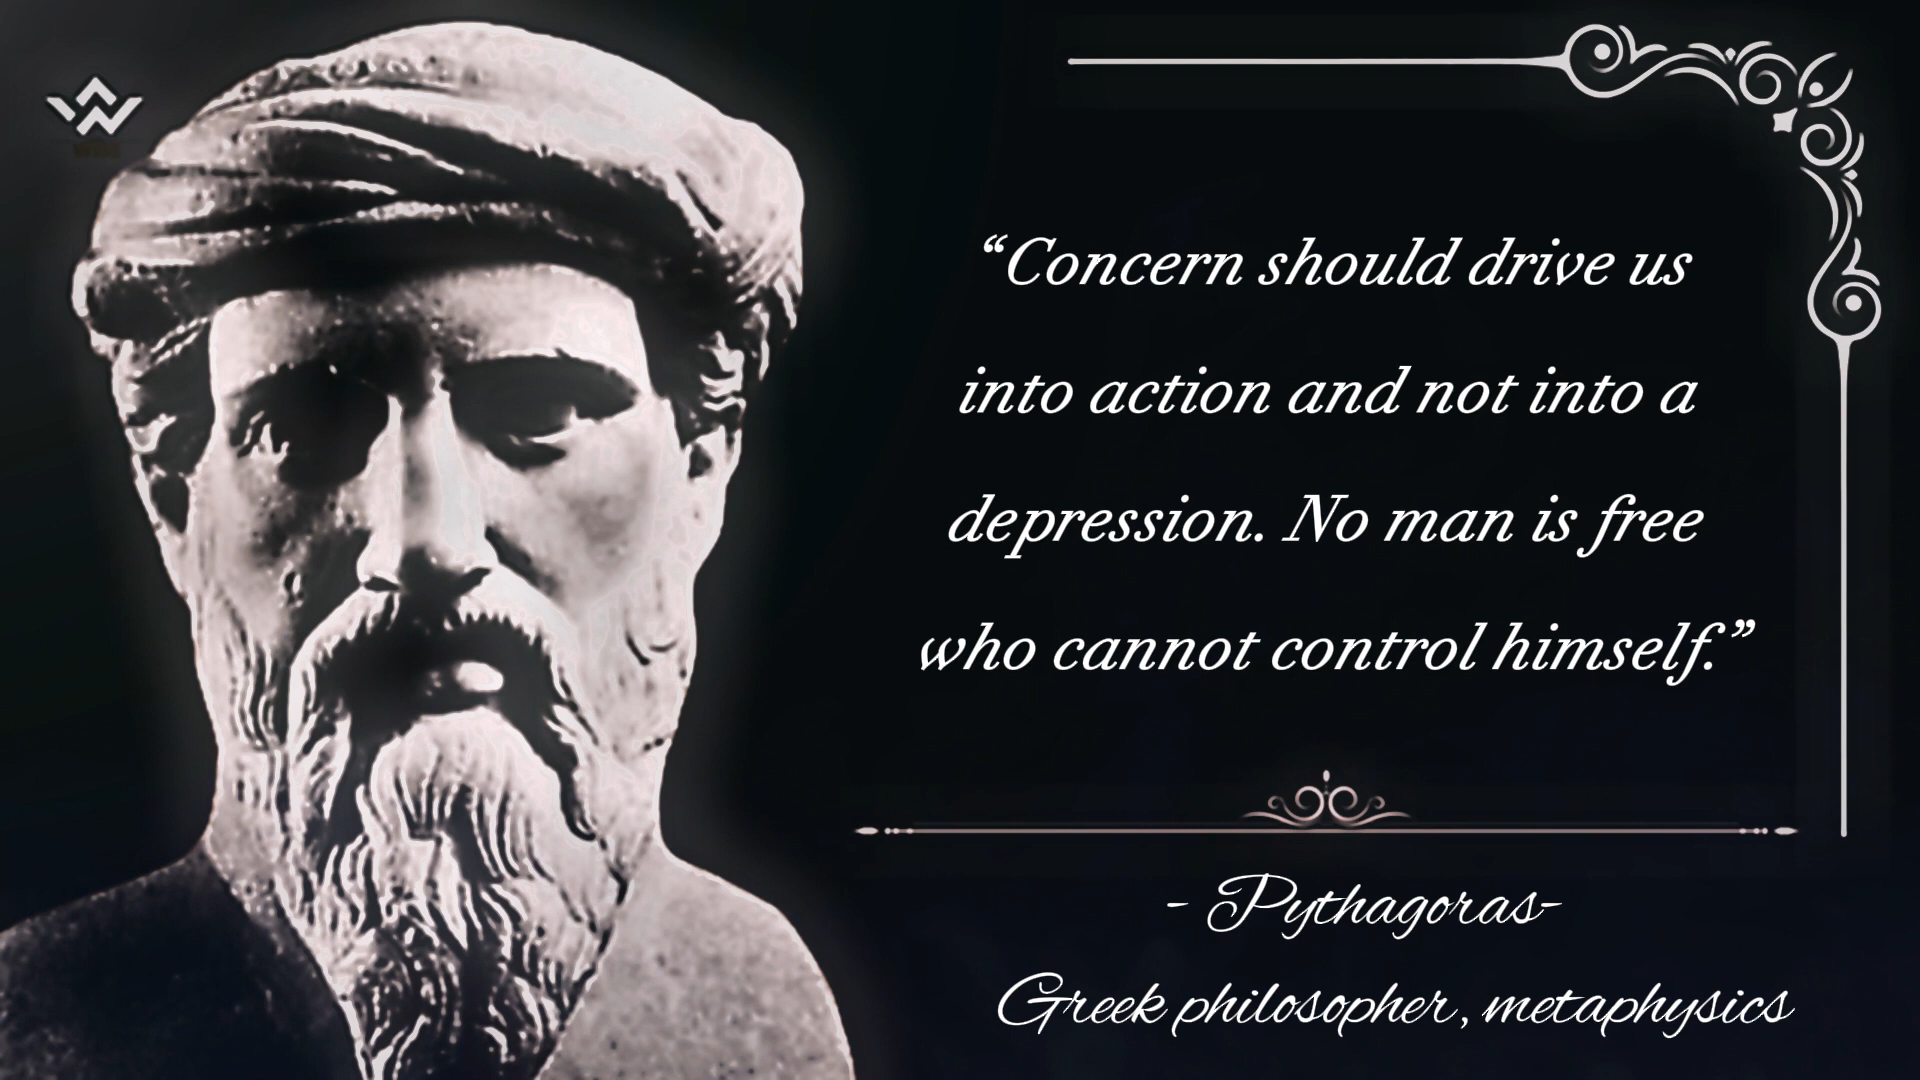 “Concern should drive us
into action and not into a
depression. No man is free
who cannot control himself.”
- Pythagoras-
Greek philosopher, metaphysics